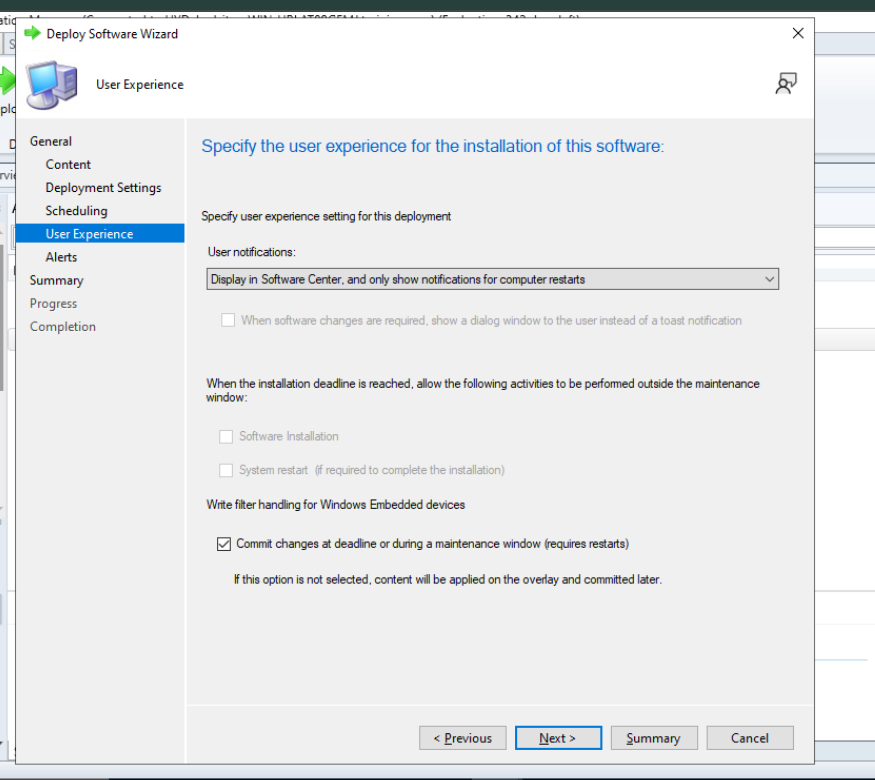 Deploy Software Wizard
User Experience
General
Content
Deployment Settings
Scheduling
User Experience
Alerts
Summary
Progress
Completion
Specify the user experience for the installation of this software:
Specify user experience setting for this deployment
User notifications:
Display in Software Center, and only show notifications for computer restarts
When software changes are required, show a dialog window to the user instead of a toast notification
When the installation deadline is reached, allow the following activities to be performed outside the maintenance
window:
Software Installation
System restart (if required to complete the installation)
Write filter handling for Windows Embedded devices
Commit changes at deadline or during a maintenance window (requires restarts)
If this option is not selected, content will be applied on the overlay and committed later.
< Previous
Next >
Summary
Cancel